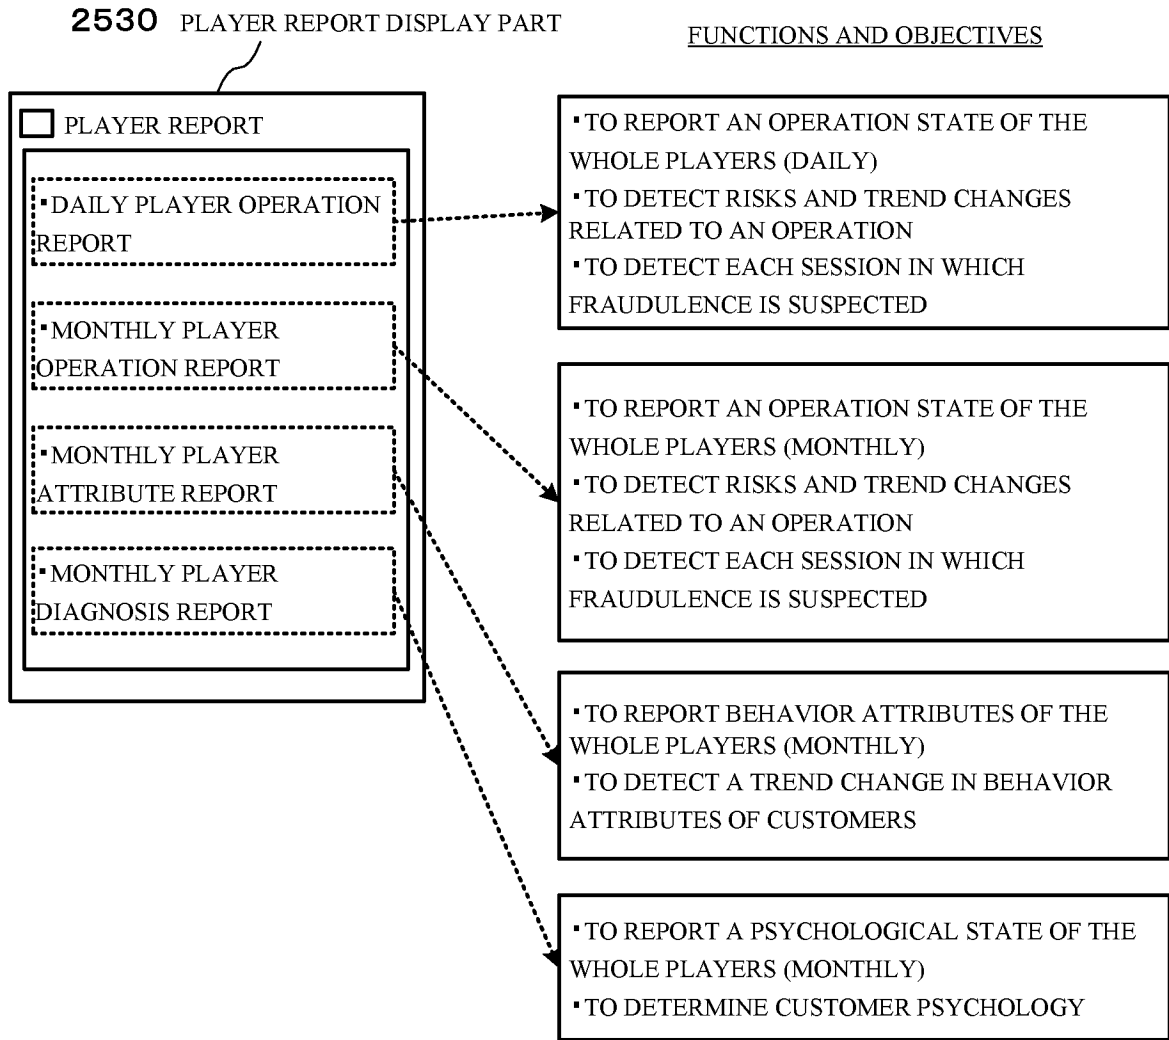 2530 PLAYER REPORT DISPLAY PART
FUNCTIONS AND OBJECTIVES
PLAYER REPORT
▪DAILY PLAYER OPERATION
REPORT
▪MONTHLY PLAYER
OPERATION REPORT
▪MONTHLY PLAYER
ATTRIBUTE REPORT
▪MONTHLY PLAYER
DIAGNOSIS REPORT
▪TO REPORT AN OPERATION STATE OF THE
WHOLE PLAYERS (DAILY)
▪TO DETECT RISKS AND TREND CHANGES
RELATED TO AN OPERATION
▪TO DETECT EACH SESSION IN WHICH
FRAUDULENCE IS SUSPECTED
▪TO REPORT AN OPERATION STATE OF THE
WHOLE PLAYERS (MONTHLY)
▪TO DETECT RISKS AND TREND CHANGES
RELATED TO AN OPERATION
▪TO DETECT EACH SESSION IN WHICH
FRAUDULENCE IS SUSPECTED
▪TO REPORT BEHAVIOR ATTRIBUTES OF THE
WHOLE PLAYERS (MONTHLY)
▪TO DETECT A TREND CHANGE IN BEHAVIOR
ATTRIBUTES OF CUSTOMERS
▪TO REPORT A PSYCHOLOGICAL STATE OF THE
WHOLE PLAYERS (MONTHLY)
▪TO DETERMINE CUSTOMER PSYCHOLOGY